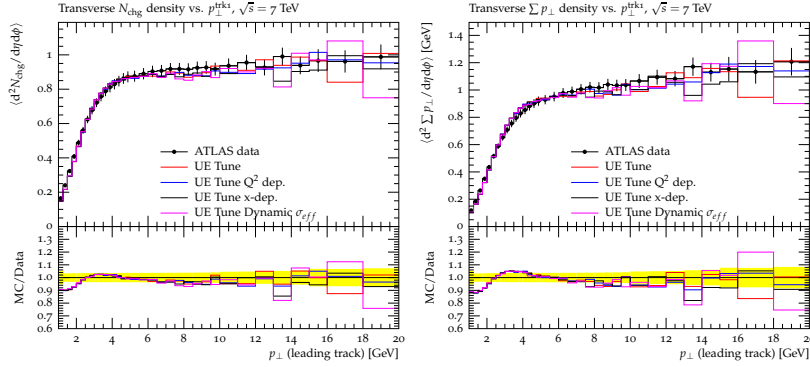 Transverse N_chg density vs. p_⊥^trk1, √s = 7 TeV
⟨d²N_chg/dηdφ⟩
1
0.8
0.6
0.4
0.2
0
ATLAS data
UE Tune
UE Tune Q² dep.
UE Tune x-dep.
UE Tune Dynamic σ_eff
MC/Data
1.3
1.2
1.1
1.0
0.9
0.8
0.7
0.6
2 4 6 8 10 12 14 16 18 20
p_⊥ (leading track) [GeV]
Transverse ∑p_⊥ density vs. p_⊥^trk1, √s = 7 TeV
⟨d² ∑p_⊥/dηdφ⟩ [GeV]
1.4
1.2
1
0.8
0.6
0.4
0.2
0
ATLAS data
UE Tune
UE Tune Q² dep.
UE Tune x-dep.
UE Tune Dynamic σ_eff
MC/Data
1.3
1.2
1.1
1.0
0.9
0.8
0.7
0.6
2 4 6 8 10 12 14 16 18 20
p_⊥ (leading track) [GeV]